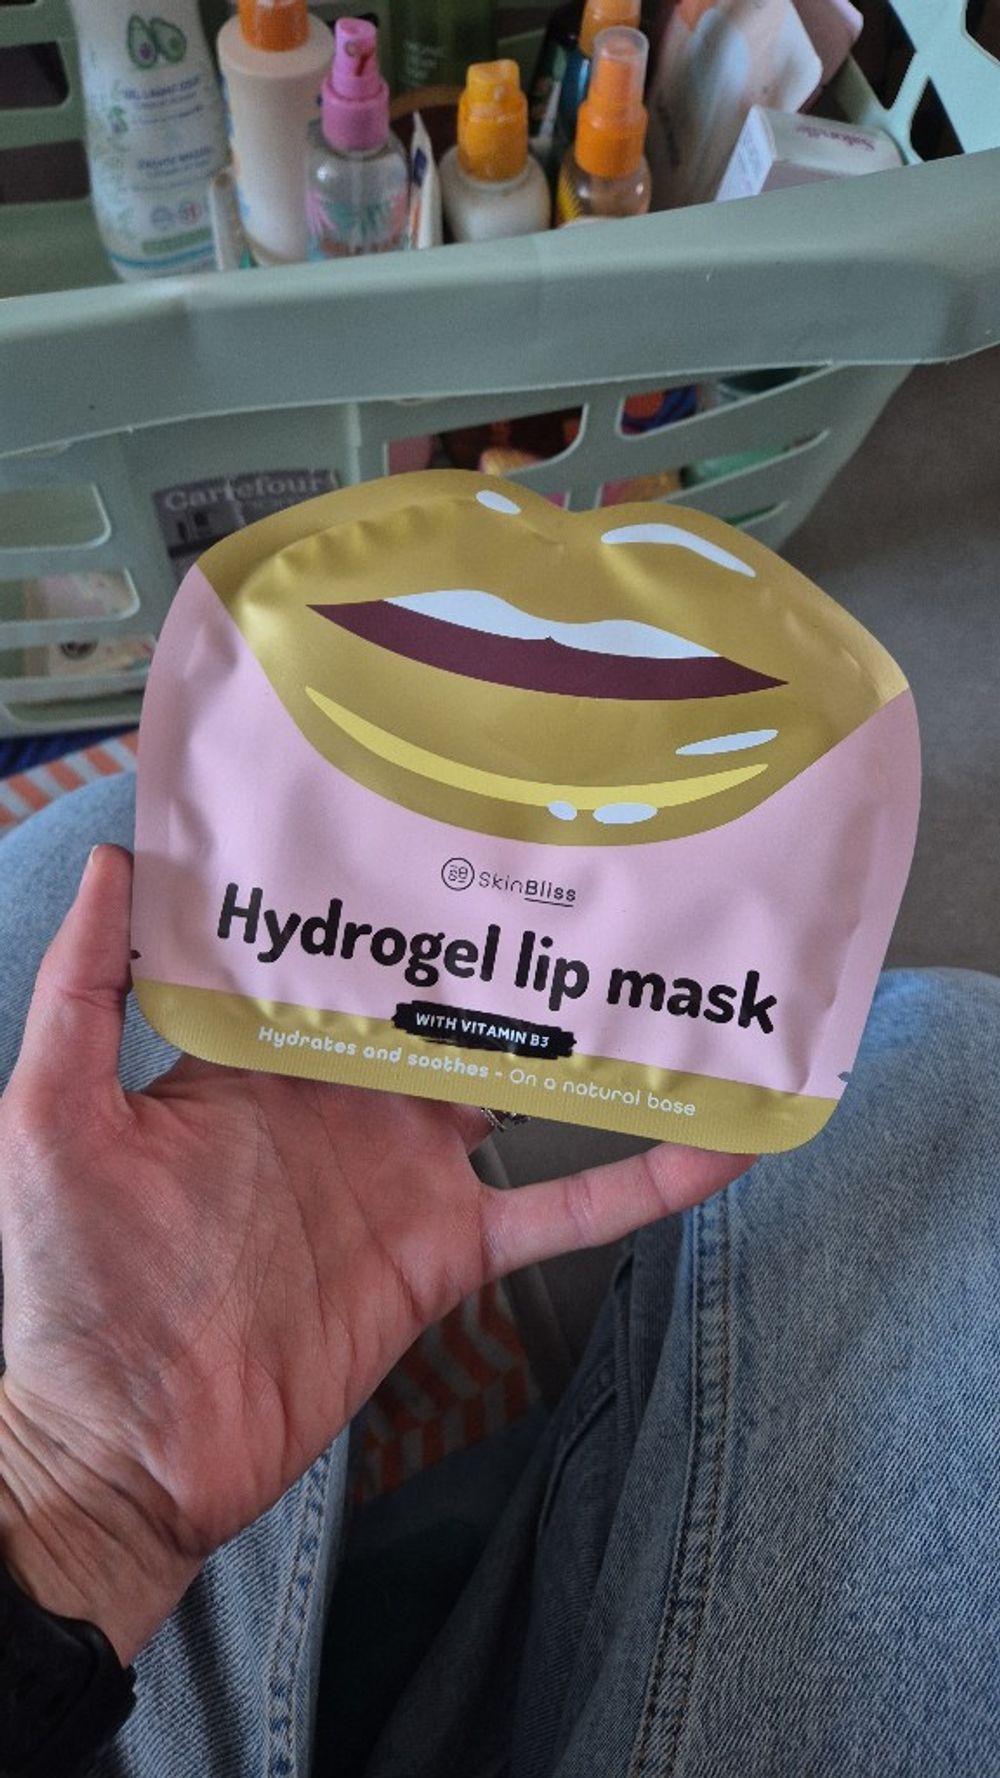 Carrefour
SkinBliss
Hydrogel lip mask
WITH VITAMIN B3
Hydrates and soothes - On a natural base